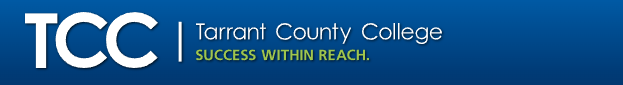 TCC | Tarrant County College
SUCCESS WITHIN REACH.